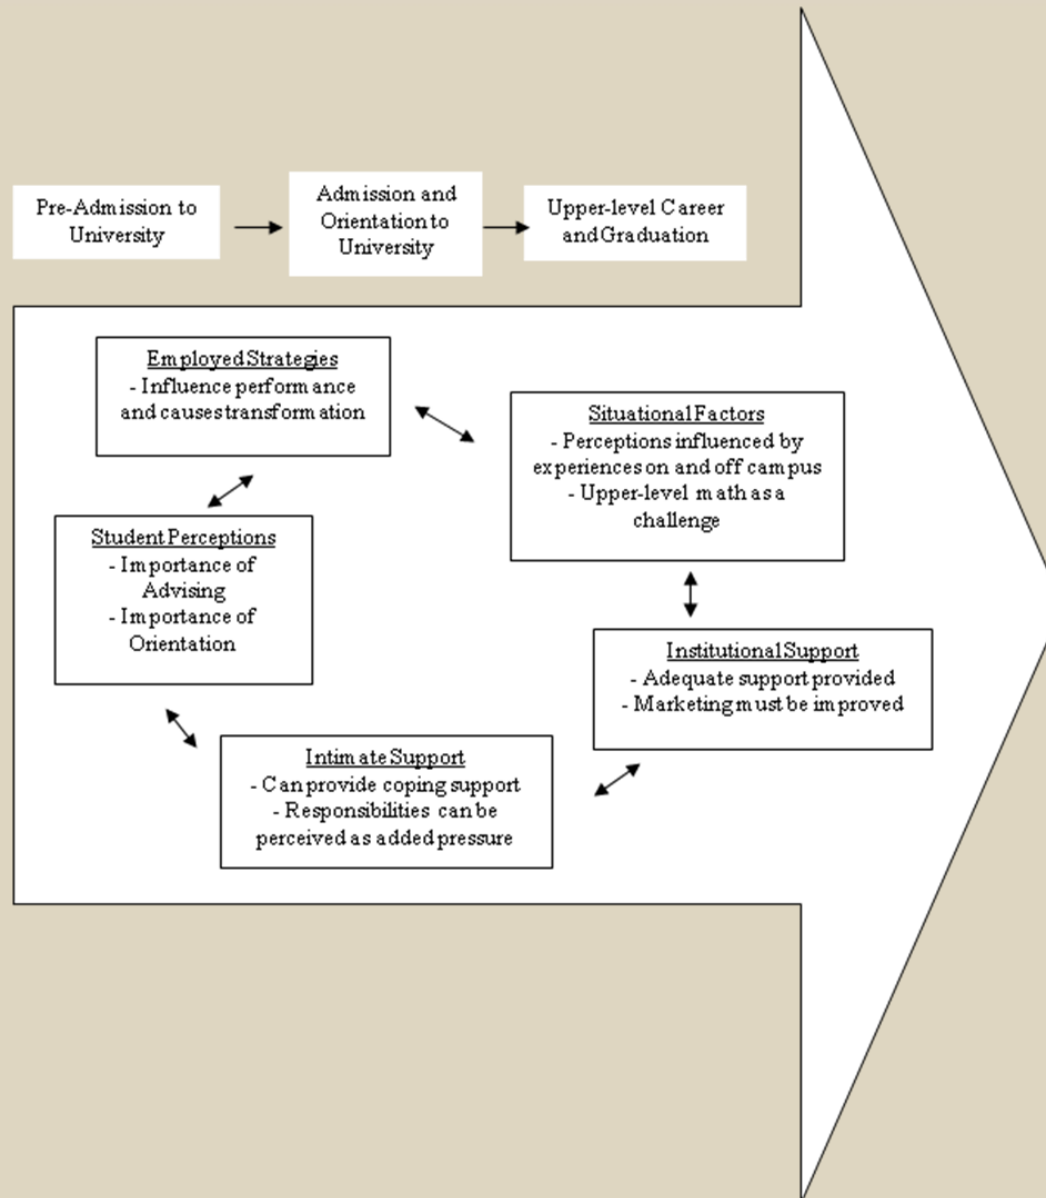 Pre-Admission to
University
Admission and
Orientation to
University
Upper-level Career
and Graduation
Employed Strategies
- Influence performance
and causes transformation
Situational Factors
- Perceptions influenced by
experiences on and off campus
- Upper-level math as a
challenge
Student Perceptions
- Importance of
Advising
- Importance of
Orientation
Institutional Support
- Adequate support provided
- Marketing must be improved
Intimate Support
- Can provide coping support
- Responsibilities can be
perceived as added pressure